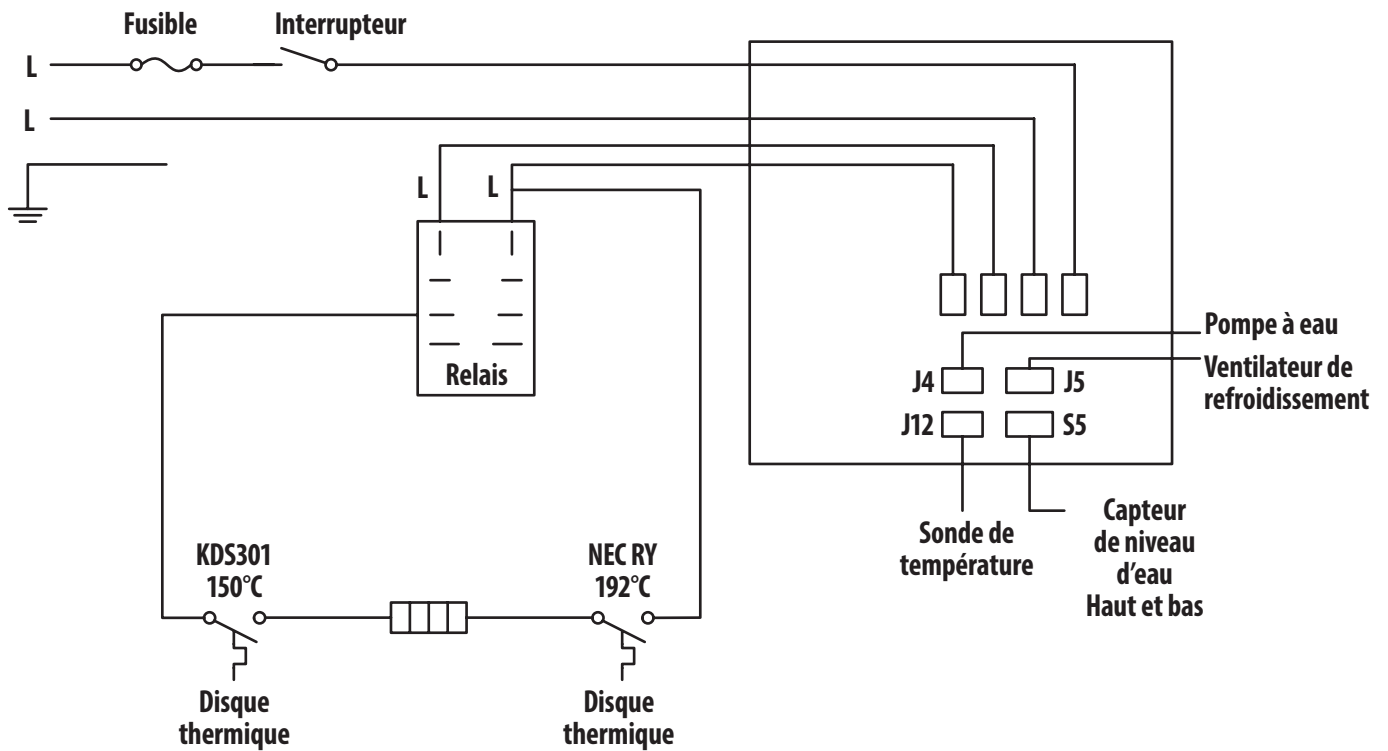 Fusible
Interrupteur
L
L
L
L
Relais
Pompe à eau
Ventilateur de
refroidissement
J4
J5
J12
S5
Sonde de
température
Capteur
de niveau
d'eau
Haut et bas
KDS301
150°C
NEC RY
192°C
Disque
thermique
Disque
thermique